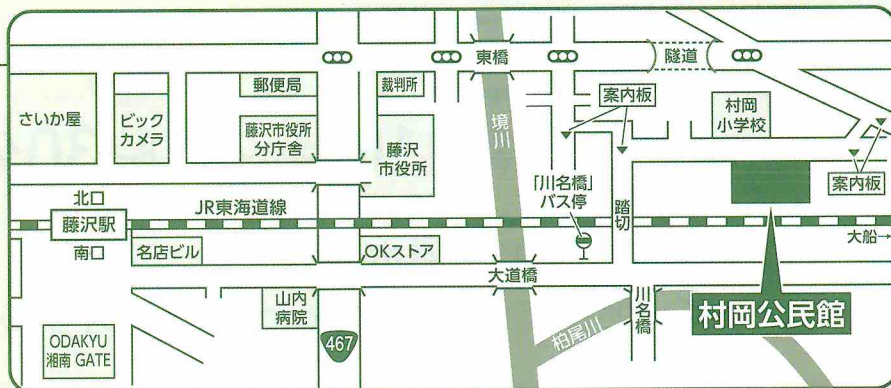 東橋
隧道
さいか屋
ビック
カメラ
郵便局
裁判所
藤沢市役所
分庁舎
藤沢
市役所
境川
案内板
村岡
小学校
案内板
「川名橋」
バス停
踏切
北口
藤沢駅
南口
JR東海道線
大船→
名店ビル
OKストア
大道橋
山内
病院
467
柏尾川
川名橋
村岡公民館
ODAKYU
湘南 GATE